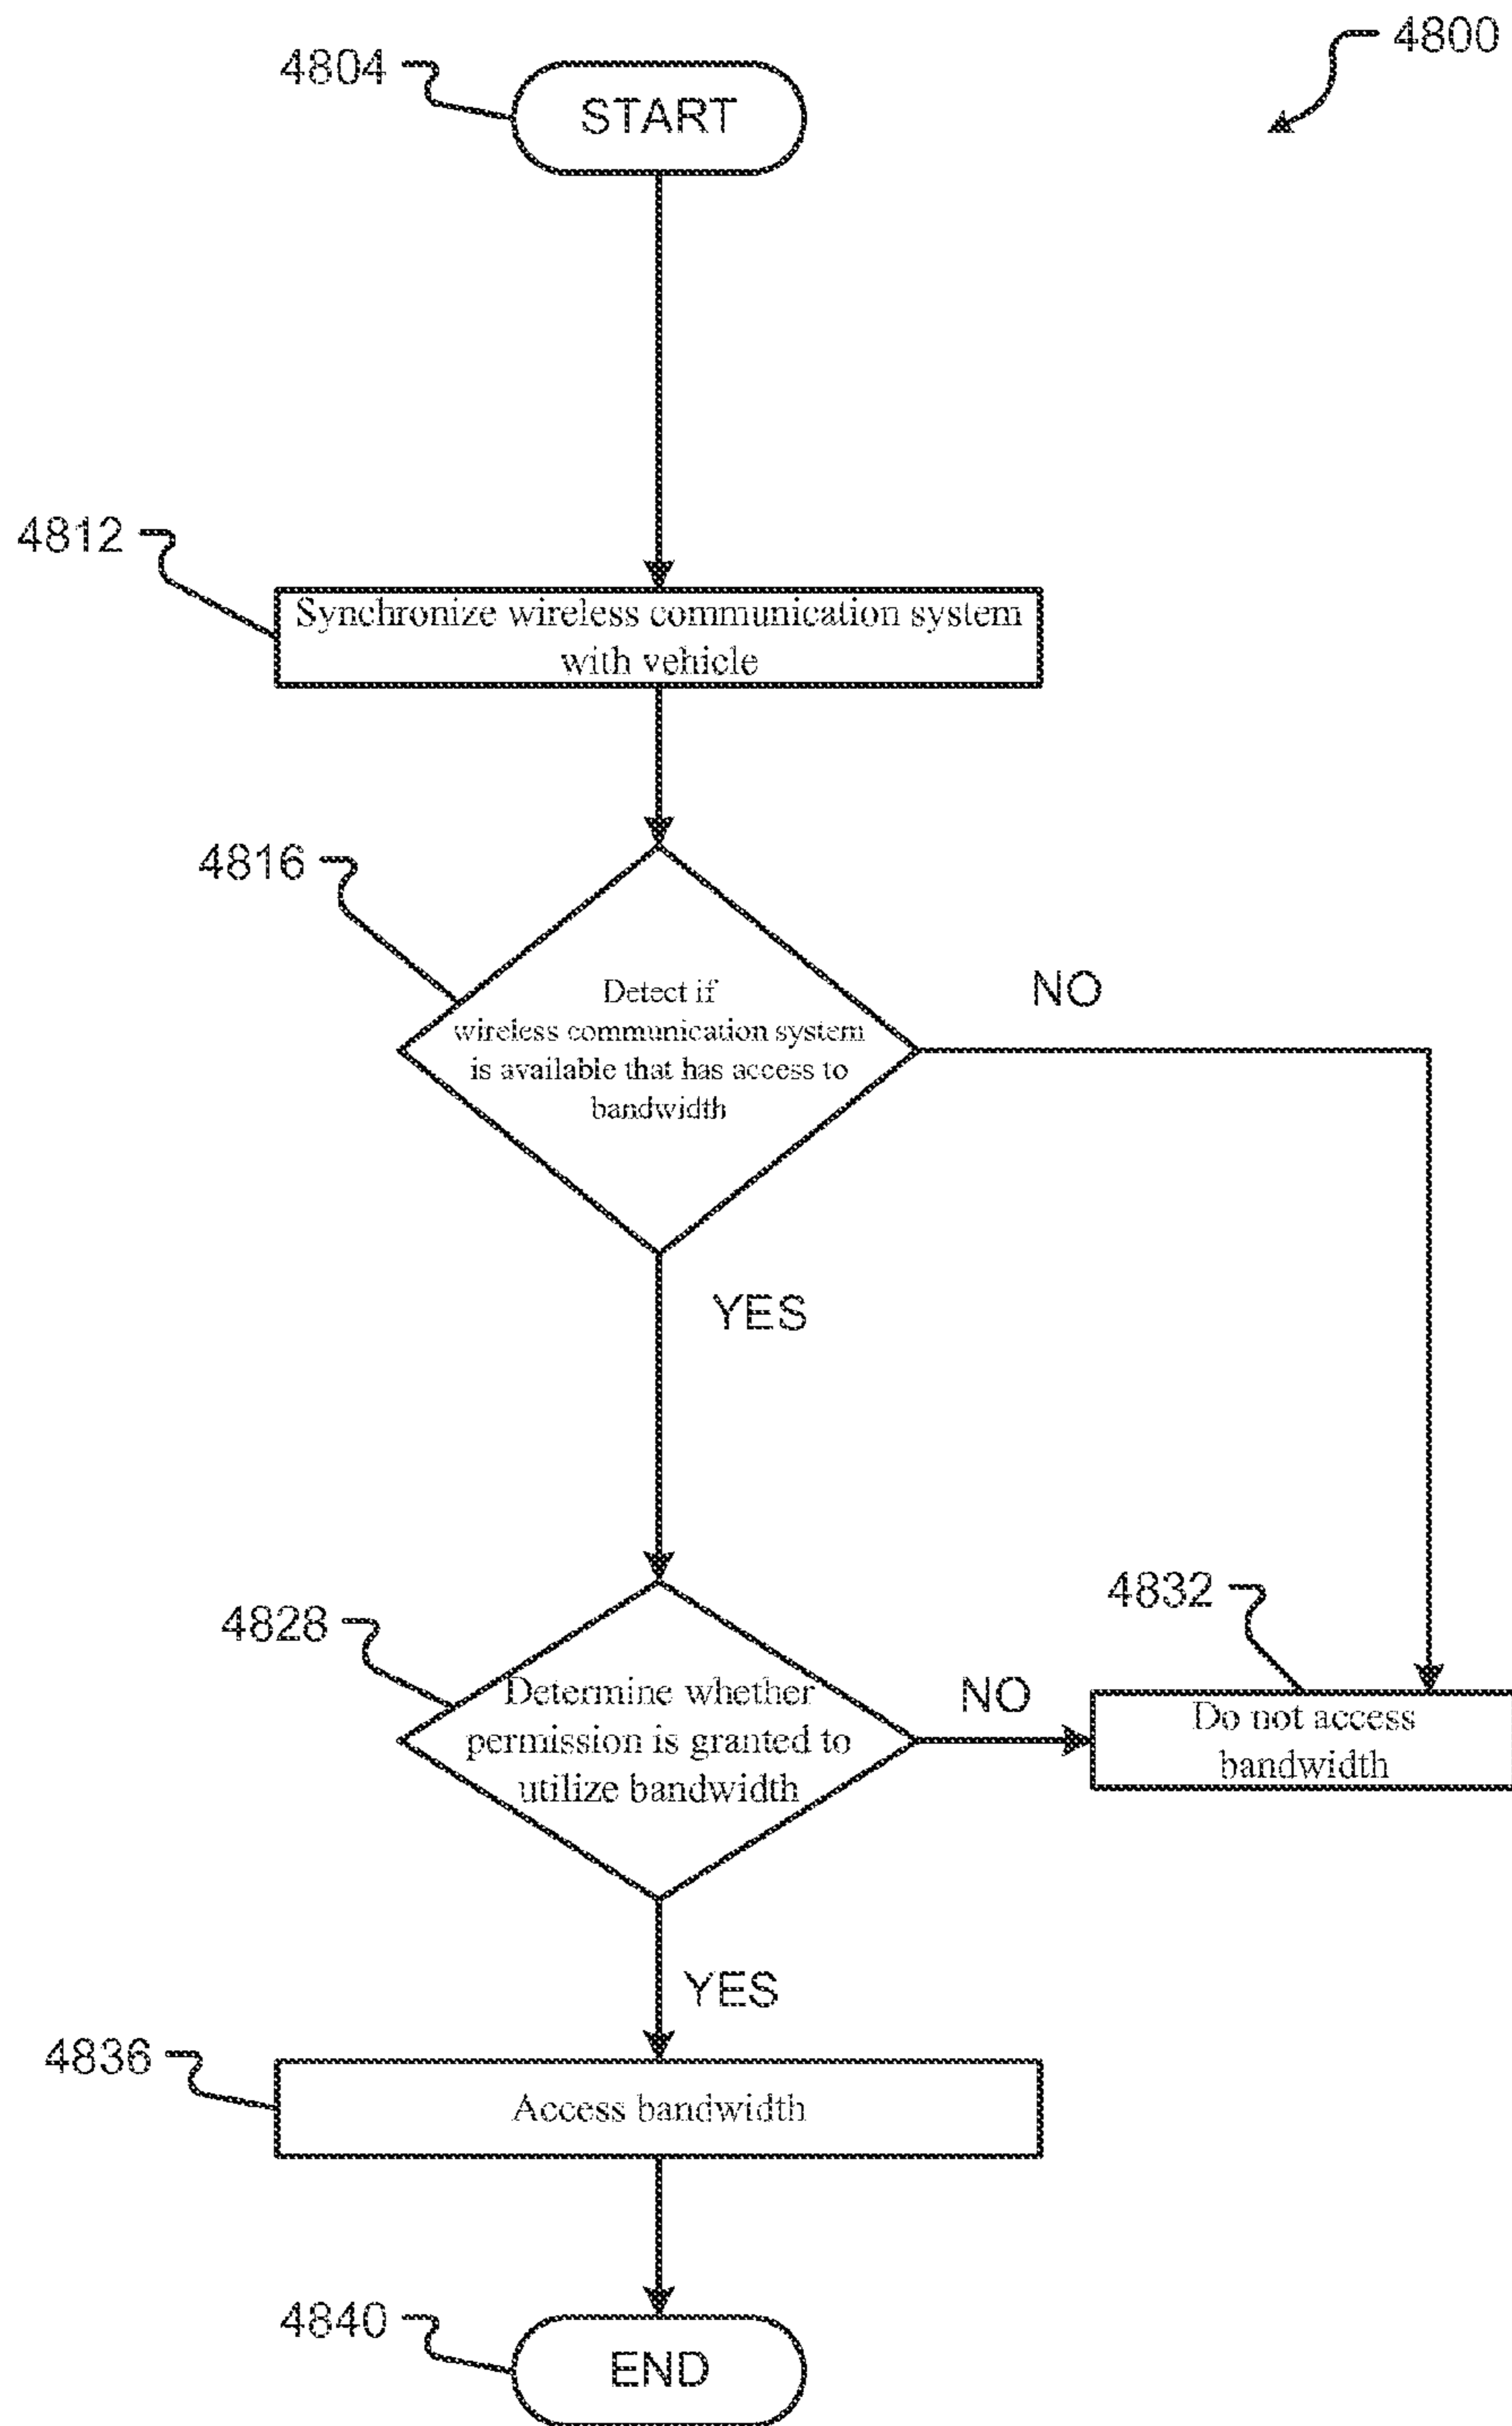 4800
4804
START
4812
Synchronize wireless communication system
with vehicle
4816
Detect if
wireless communication system
is available that has access to
bandwidth
NO
YES
4828
Determine whether
permission is granted to
utilize bandwidth
NO
4832
Do not access
bandwidth
YES
4836
Access bandwidth
4840
END